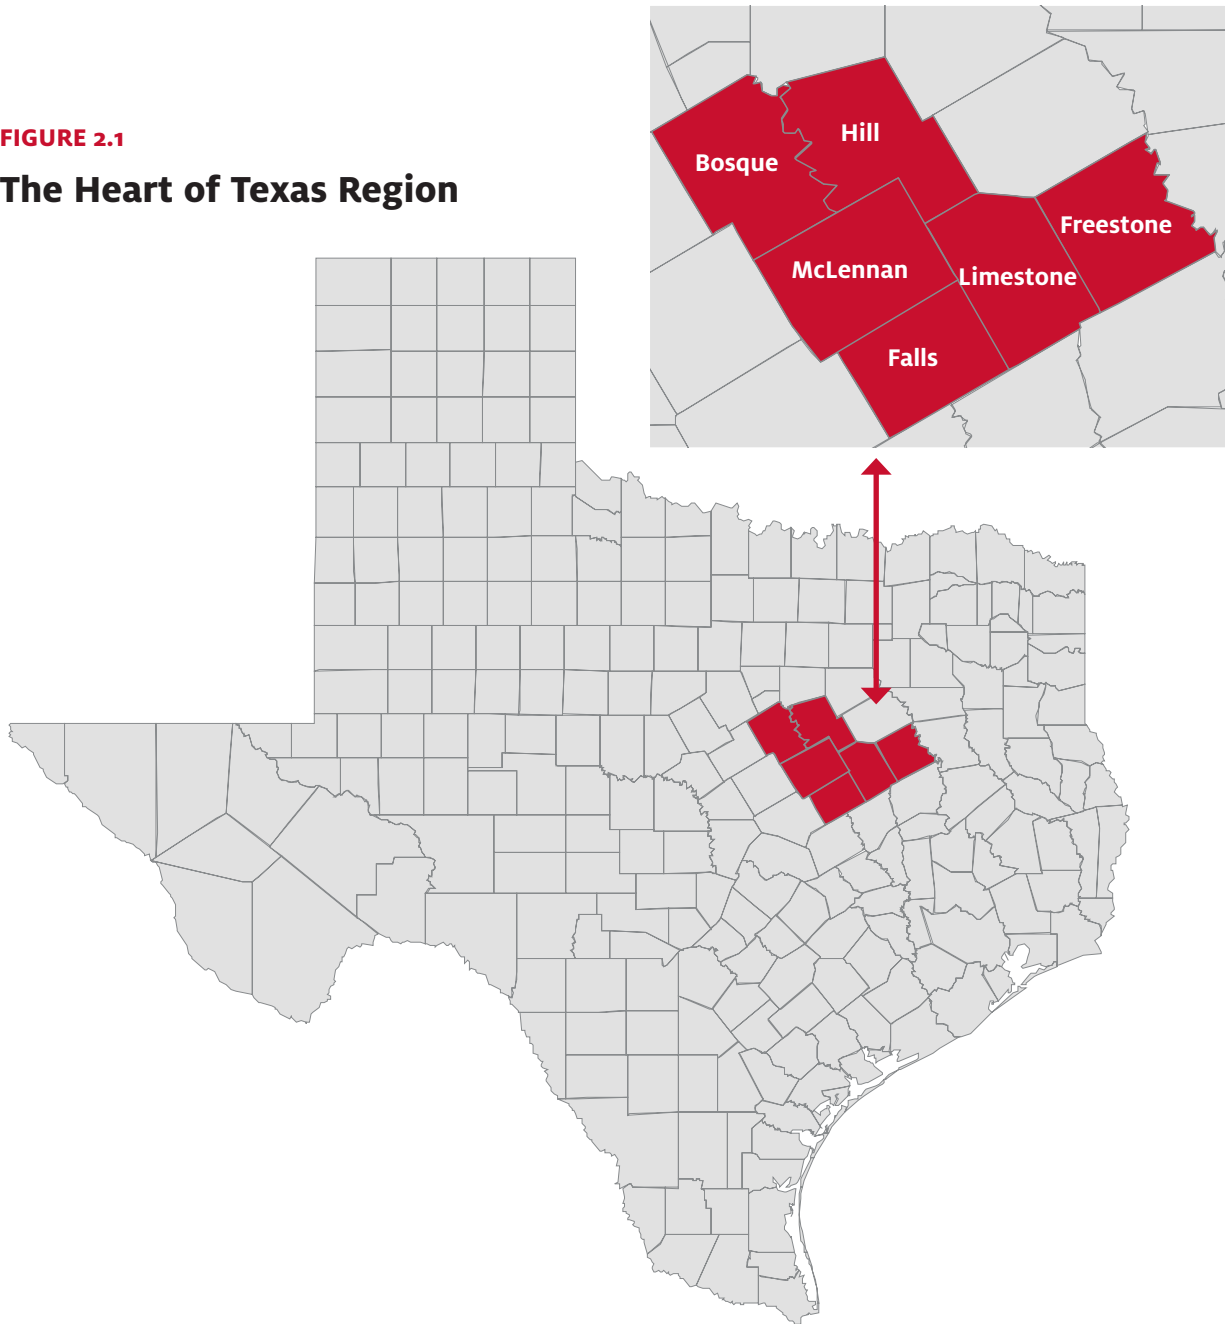 FIGURE 2.1
The Heart of Texas Region
Hill
Bosque
Freestone
McLennan
Limestone
Falls